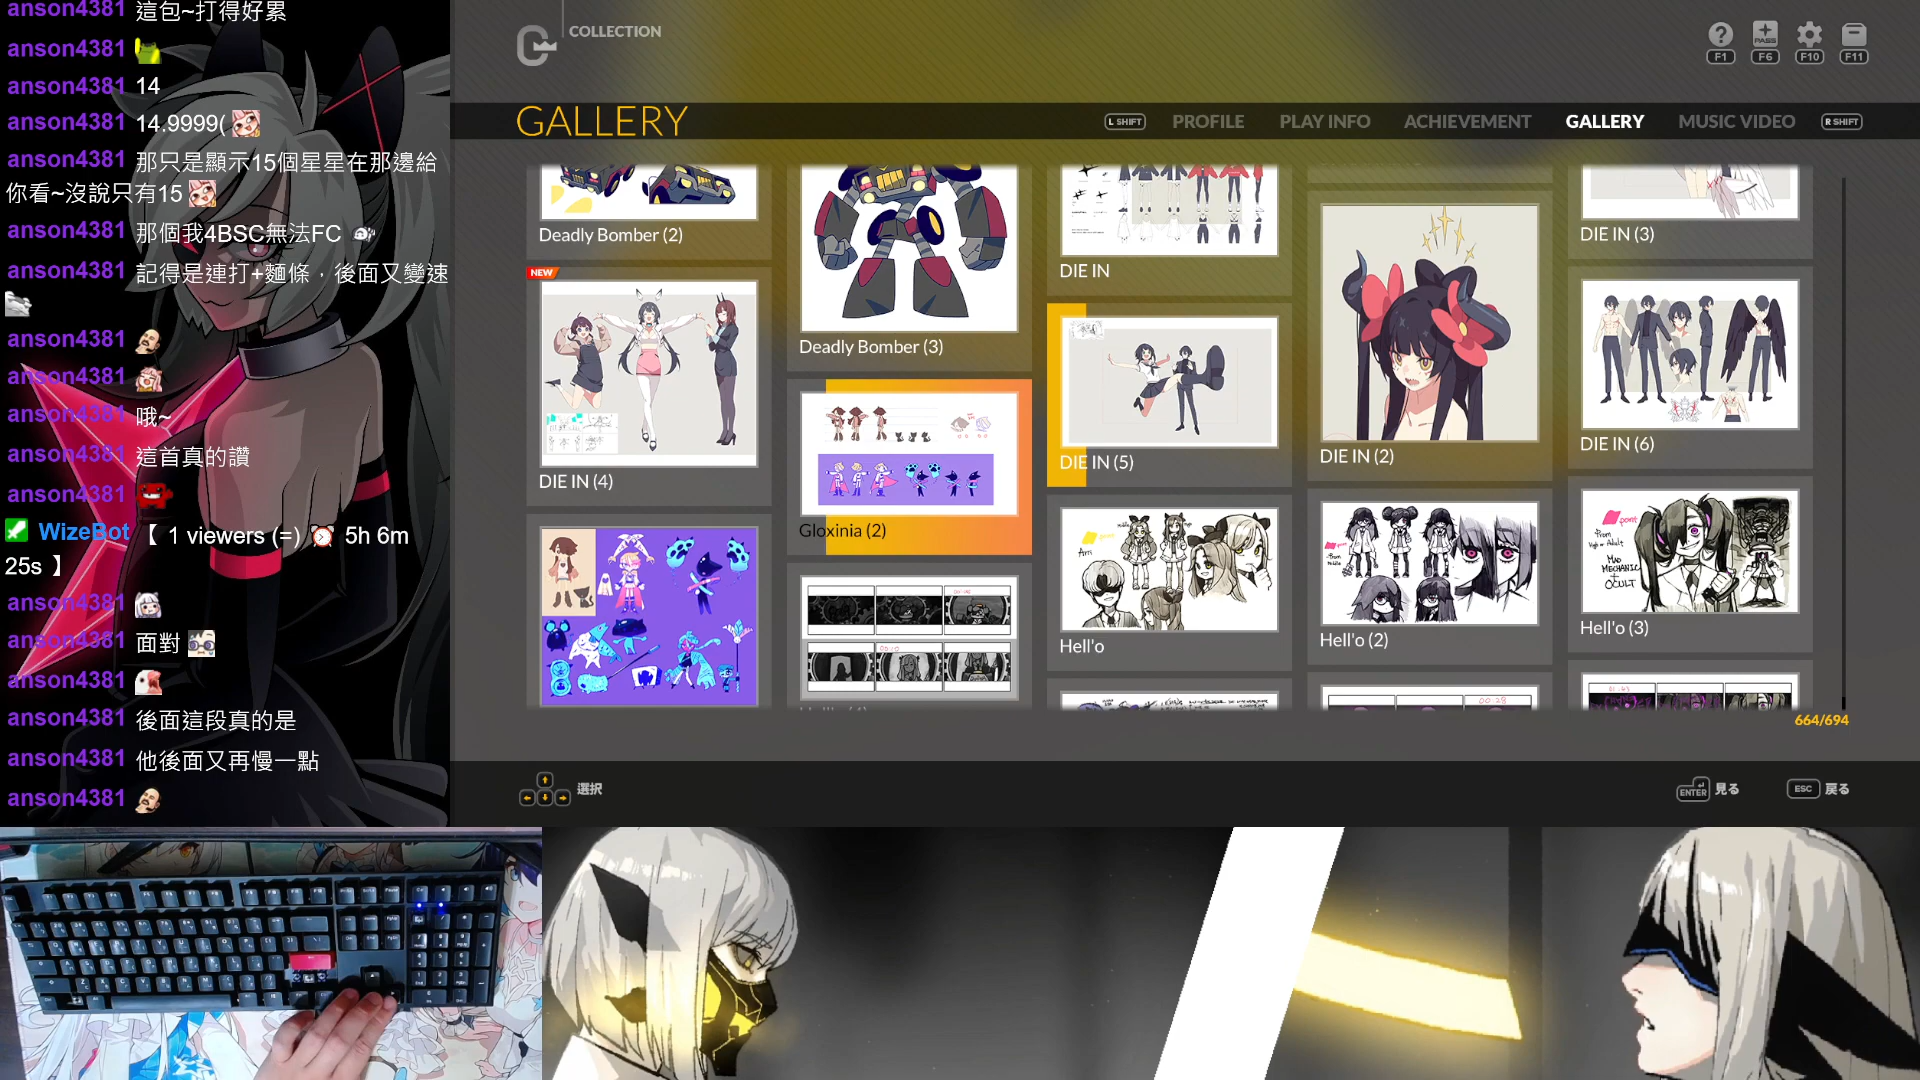 anson4381 這包~打得好累
anson4381
anson4381 14
anson4381 14.9999(
anson4381 那只是顯示15個星星在那邊給
你看~沒說只有15
anson4381 那個我4BSC無法FC
anson4381 記得是連打+麵條，後面又變速
anson4381
anson4381
anson4381 哦~
anson4381 這首真的讚
anson4381
WizeBot 【 1 viewers (=) ⏰ 5h 6m
25s 】
anson4381
anson4381 面對
anson4381
anson4381 後面這段真的是
anson4381 他後面又再慢一點
anson4381
COLLECTION
F1
PASS
F6
F10
F11
GALLERY
L SHIFT
PROFILE
PLAY INFO
ACHIEVEMENT
GALLERY
MUSIC VIDEO
R SHIFT
Deadly Bomber (2)
NEW
DIE IN (4)
Deadly Bomber (3)
Gloxinia (2)
DIE IN
DIE IN (5)
Hell'o
DIE IN (2)
Hell'o (2)
DIE IN (3)
DIE IN (6)
Hell'o (3)
MAD
MECHANIC
+
OCCULT
00:28
664/694
選択
ENTER 見る
ESC 戻る